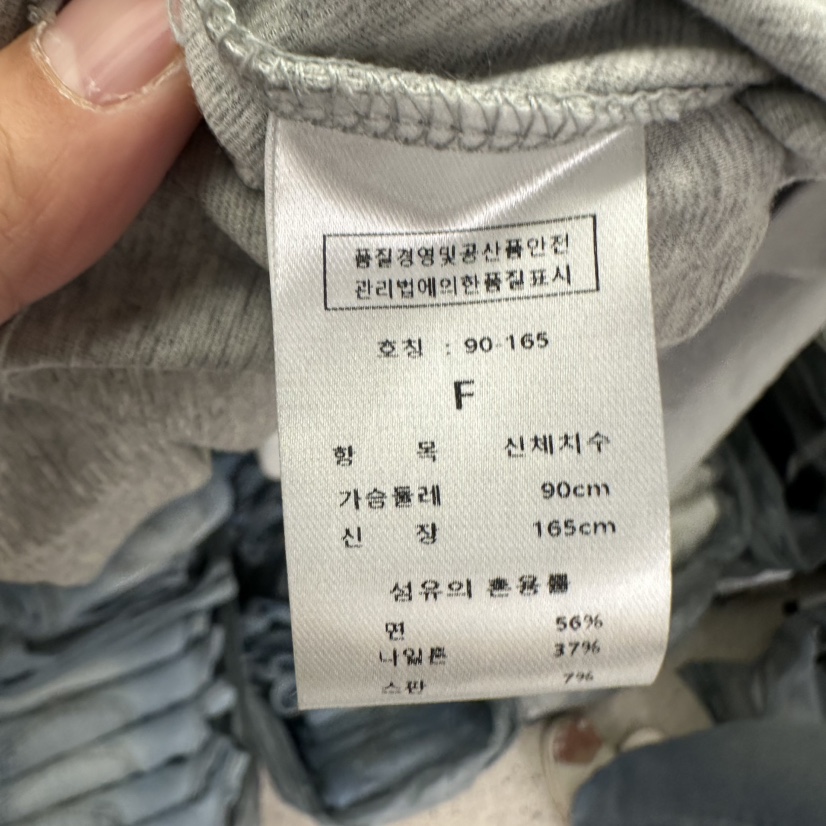 품질경영및공산품안전
관리법에의한품질표시
호칭 : 90-165
F
항 목 신체치수
가슴둘레 90cm
신 장 165cm
섬유의 혼용률
면 56%
나일론 37%
스판 7%